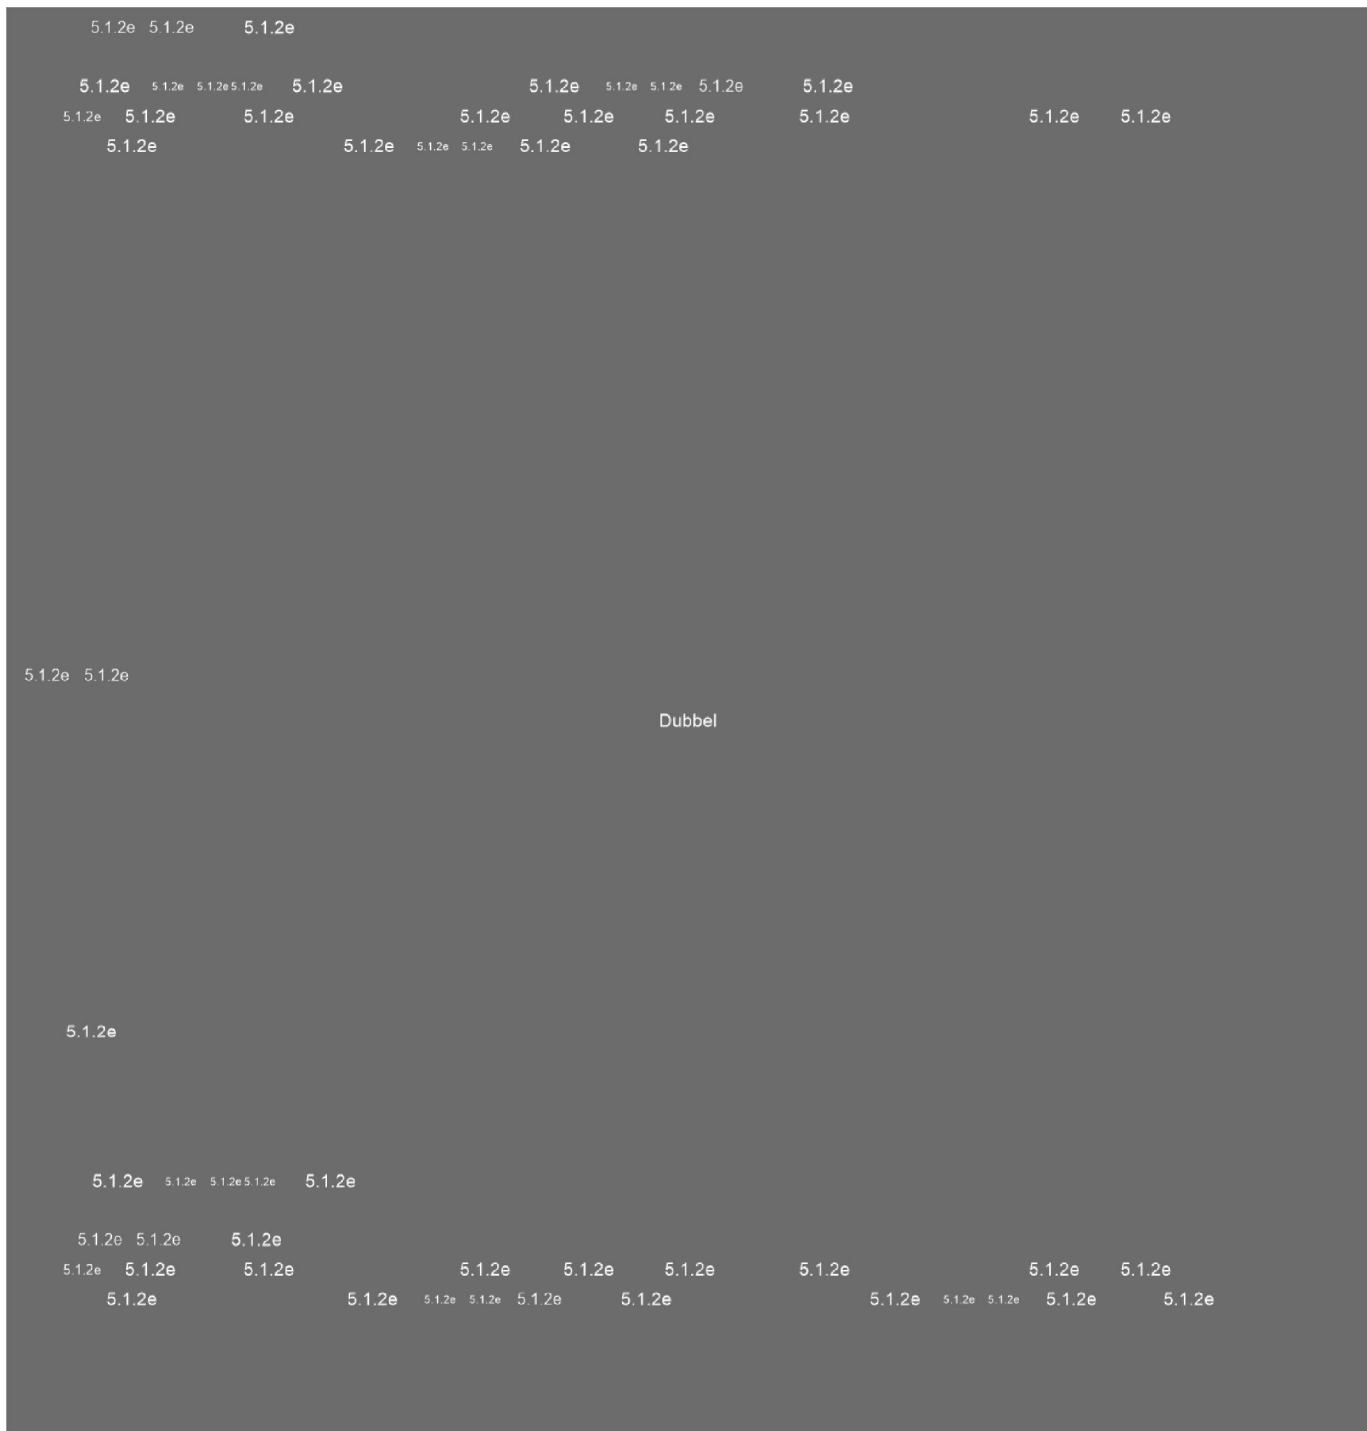 5.1.2e 5.1.2e 5.1.2e
5.1.2e 5.1.2e 5.1.2e 5.1.2e 5.1.2e 5.1.2e 5.1.2e 5.1.2e 5.1.2e 5.1.2e
5.1.2e 5.1.2e 5.1.2e 5.1.2e 5.1.2e 5.1.2e 5.1.2e 5.1.2e 5.1.2e
5.1.2e 5.1.2e 5.1.2e 5.1.2e 5.1.2e 5.1.2e
5.1.2e 5.1.2e
Dubbel
5.1.2e
5.1.2e 5.1.2e 5.1.2e 5.1.2e 5.1.2e
5.1.2e 5.1.2e 5.1.2e
5.1.2e 5.1.2e 5.1.2e 5.1.2e 5.1.2e 5.1.2e 5.1.2e 5.1.2e 5.1.2e
5.1.2e 5.1.2e 5.1.2e 5.1.2e 5.1.2e 5.1.2e 5.1.2e 5.1.2e 5.1.2e 5.1.2e 5.1.2e